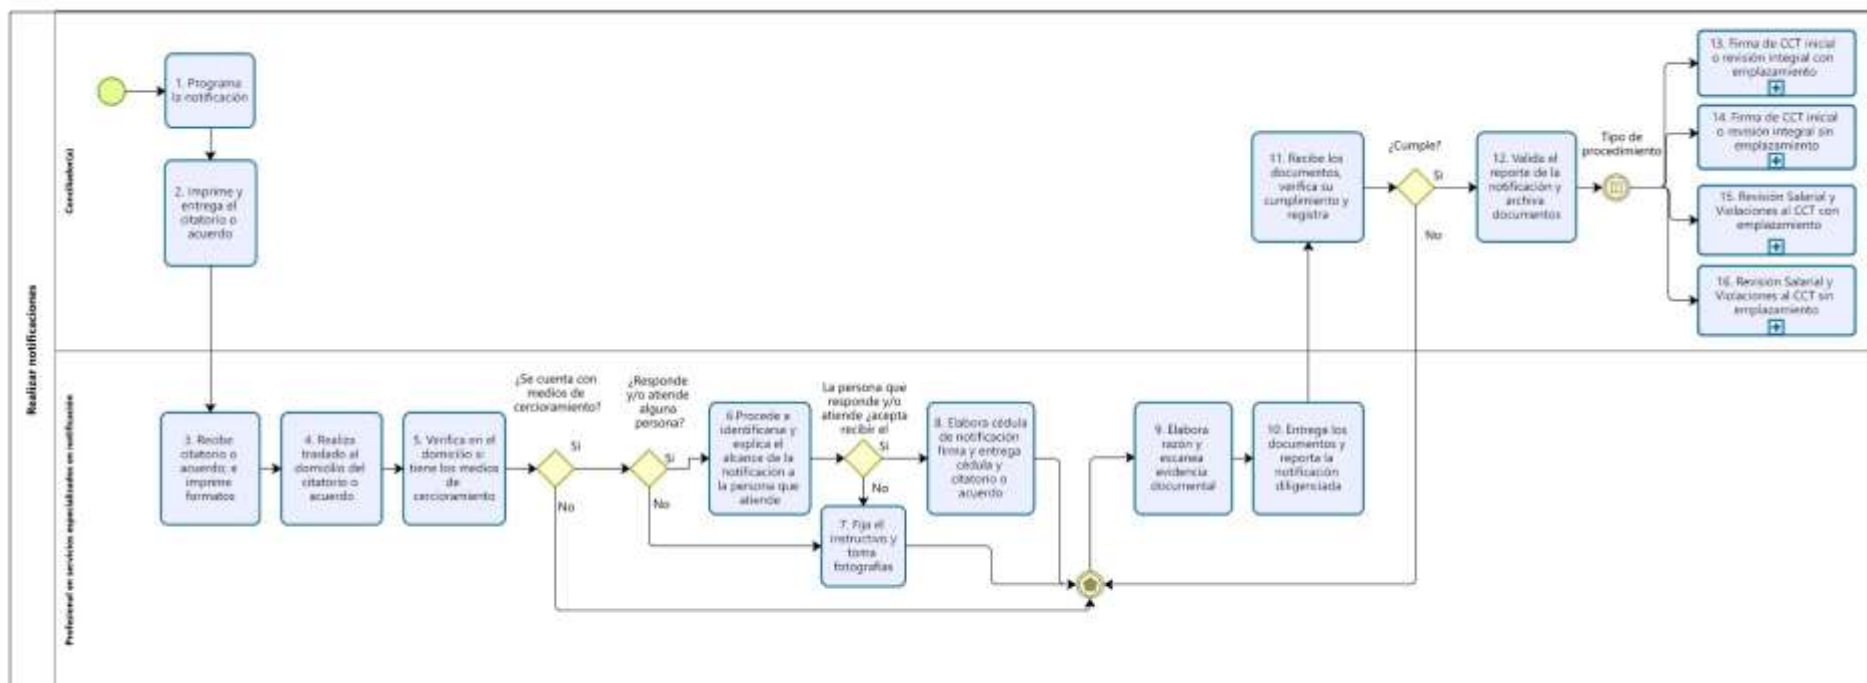 Realizar notificaciones
Conciliador(a)
1. Programa
la notificación
2. Imprime y
entrega el
citatorio o
acuerdo
11. Recibe los
documentos,
verifica su
cumplimiento y
registra
¿Cumple?
Si
No
12. Valida el
reporte de la
notificación y
archiva
documentos
Tipo de
procedimiento
13. Firma de CCT inicial
o revisión integral con
emplazamiento
14. Firma de CCT inicial
o revisión integral sin
emplazamiento
15. Revisión Salarial y
Violaciones al CCT con
emplazamiento
16. Revisión Salarial y
Violaciones al CCT sin
emplazamiento
Profesional en servicios especializados en notificación
3. Recibe
citatorio o
acuerdo; e
imprime
formatos
4. Realiza
traslado al
domicilio del
citatorio o
acuerdo
5. Verifica en el
domicilio si
tiene los medios
de
cercioramiento
¿Se cuenta con
medios de
cercioramiento?
Si
No
¿Responde
y/o atiende
alguna
persona?
Si
No
6.Procede a
identificarse y
explica el
alcance de la
notificación a
la persona que
atiende
La persona que
responde y/o
atiende ¿acepta
recibir el
Si
No
7. Fija el
instructivo y
toma
fotografías
8. Elabora cédula
de notificación
firma y entrega
cédula y
citatorio o
acuerdo
9. Elabora
razón y
escanea
evidencia
documental
10. Entrega los
documentos y
reporta la
notificación
diligenciada